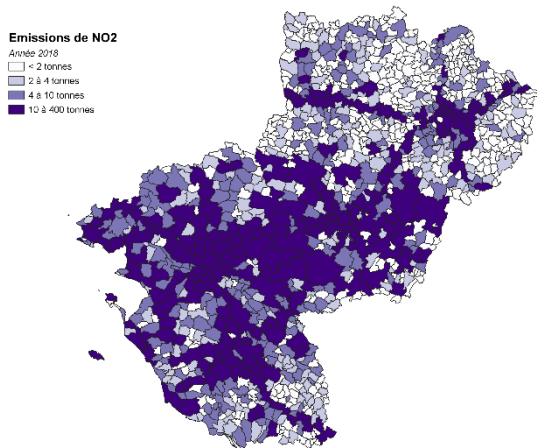 Emissions de NO2
Année 2018
< 2 tonnes
2 à 4 tonnes
4 à 10 tonnes
10 à 400 tonnes